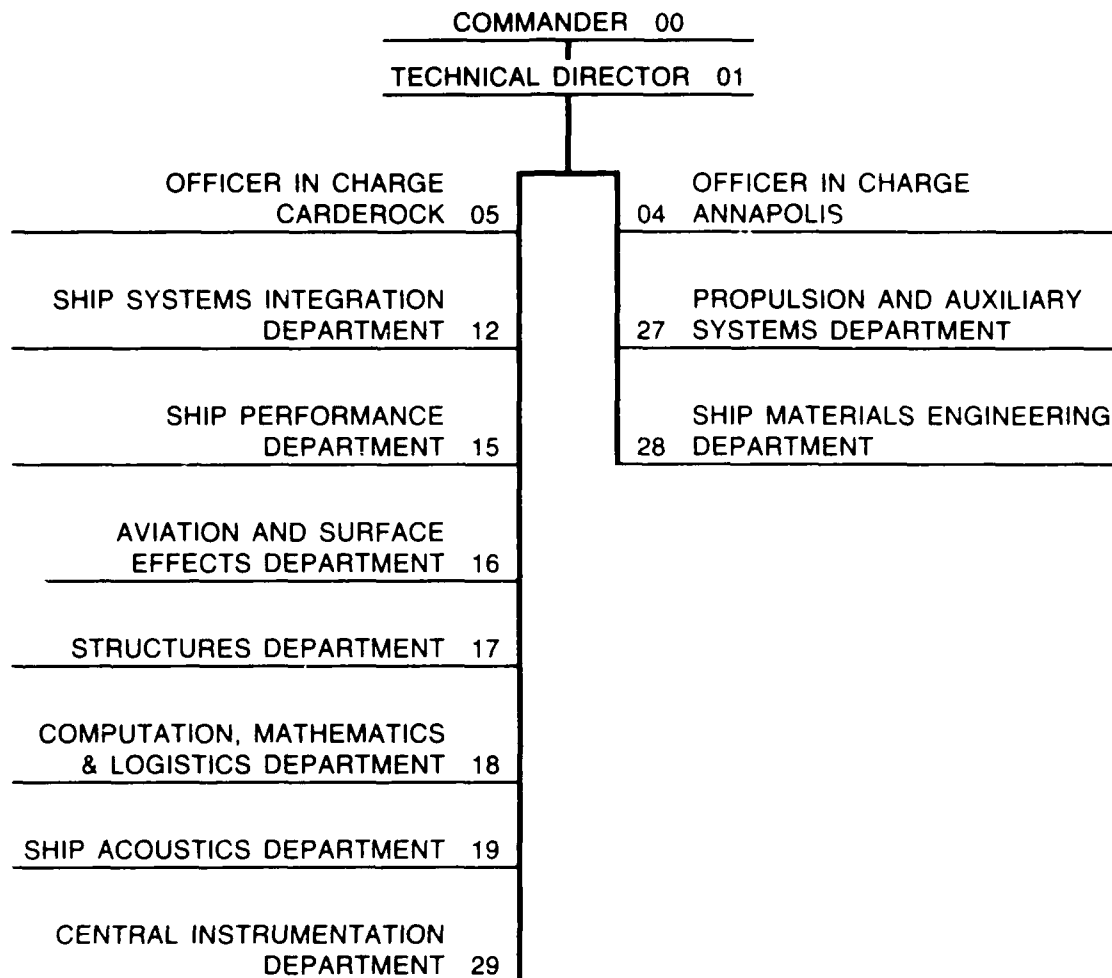 COMMANDER 00
TECHNICAL DIRECTOR 01
OFFICER IN CHARGE
CARDEROCK 05
OFFICER IN CHARGE
04 ANNAPOLIS
SHIP SYSTEMS INTEGRATION
DEPARTMENT 12
PROPULSION AND AUXILIARY
27 SYSTEMS DEPARTMENT
SHIP PERFORMANCE
DEPARTMENT 15
SHIP MATERIALS ENGINEERING
28 DEPARTMENT
AVIATION AND SURFACE
EFFECTS DEPARTMENT 16
STRUCTURES DEPARTMENT 17
COMPUTATION, MATHEMATICS
& LOGISTICS DEPARTMENT 18
SHIP ACOUSTICS DEPARTMENT 19
CENTRAL INSTRUMENTATION
DEPARTMENT 29